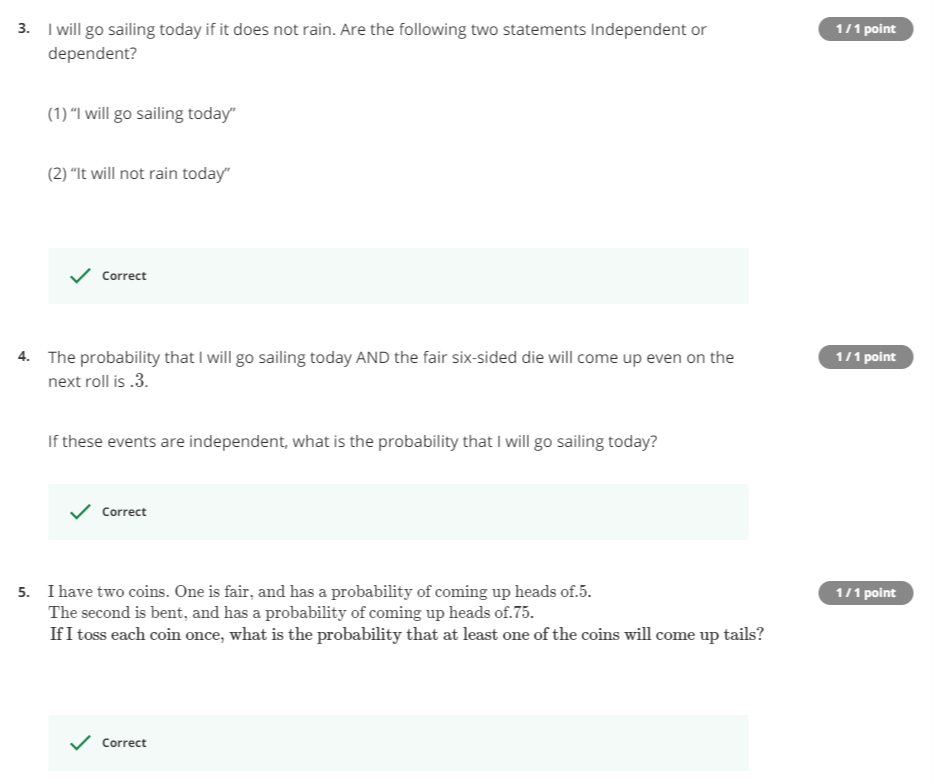 3. I will go sailing today if it does not rain. Are the following two statements Independent or 1 / 1 point
dependent?
(1) “I will go sailing today”
(2) “It will not rain today”
Correct
4. The probability that I will go sailing today AND the fair six-sided die will come up even on the 1 / 1 point
next roll is .3.
If these events are independent, what is the probability that I will go sailing today?
Correct
5. I have two coins. One is fair, and has a probability of coming up heads of.5. 1 / 1 point
The second is bent, and has a probability of coming up heads of.75.
If I toss each coin once, what is the probability that at least one of the coins will come up tails?
Correct